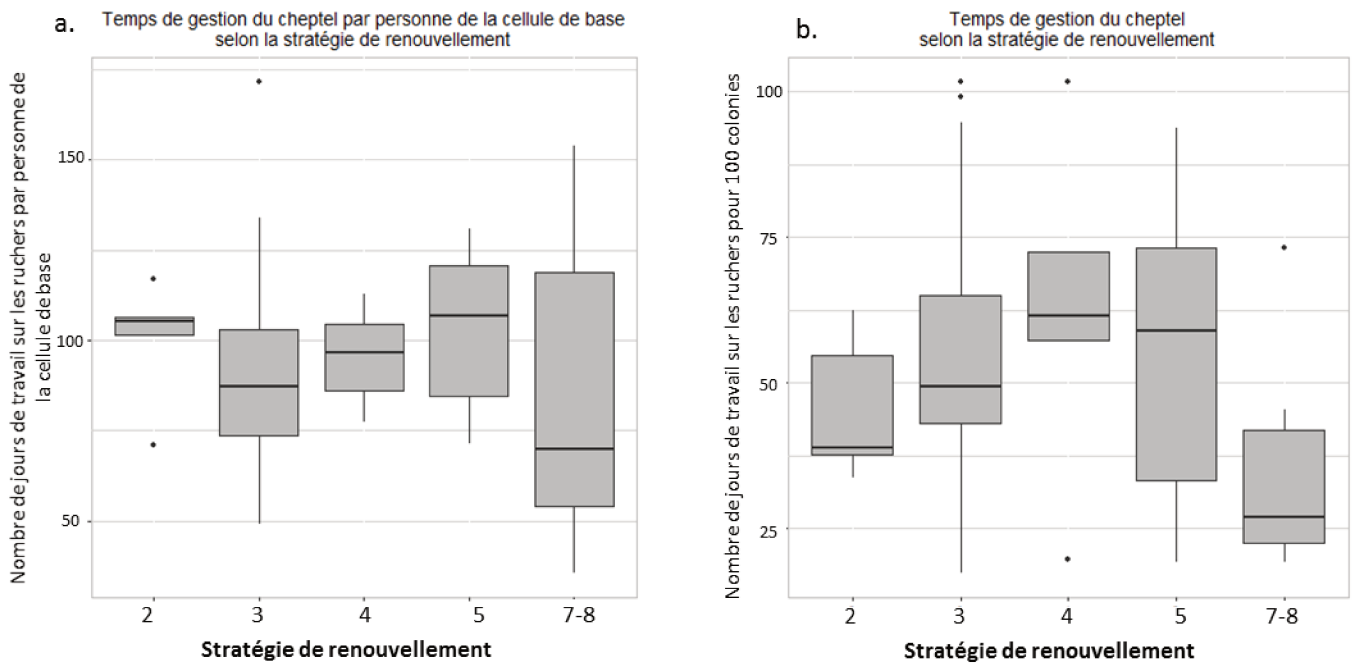 a.
Temps de gestion du cheptel par personne de la cellule de base
selon la stratégie de renouvellement
Nombre de jours de travail sur les ruchers par personne de
la cellule de base
150
100
50
2
3
4
5
7-8
Stratégie de renouvellement
b.
Temps de gestion du cheptel
selon la stratégie de renouvellement
Nombre de jours de travail sur les ruchers pour 100 colonies
100
75
50
25
2
3
4
5
7-8
Stratégie de renouvellement